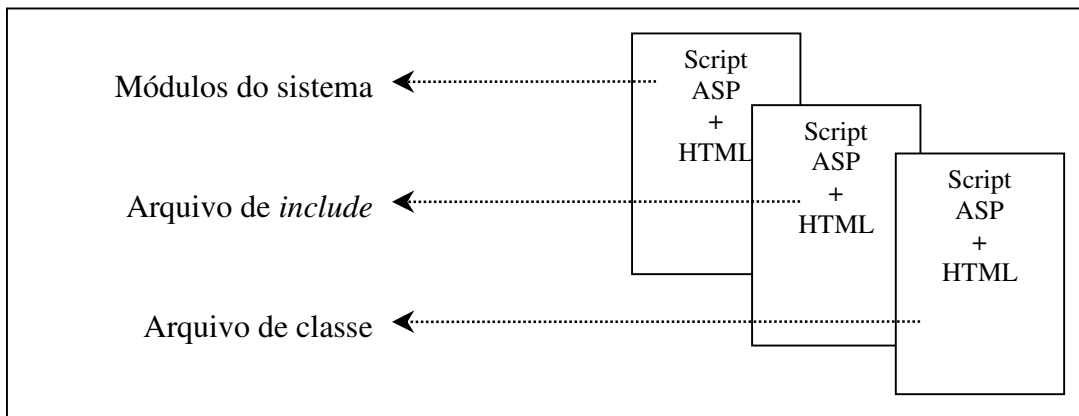 Módulos do sistema
Arquivo de include
Arquivo de classe
Script
ASP
+
HTML
Script
ASP
+
HTML
Script
ASP
+
HTML